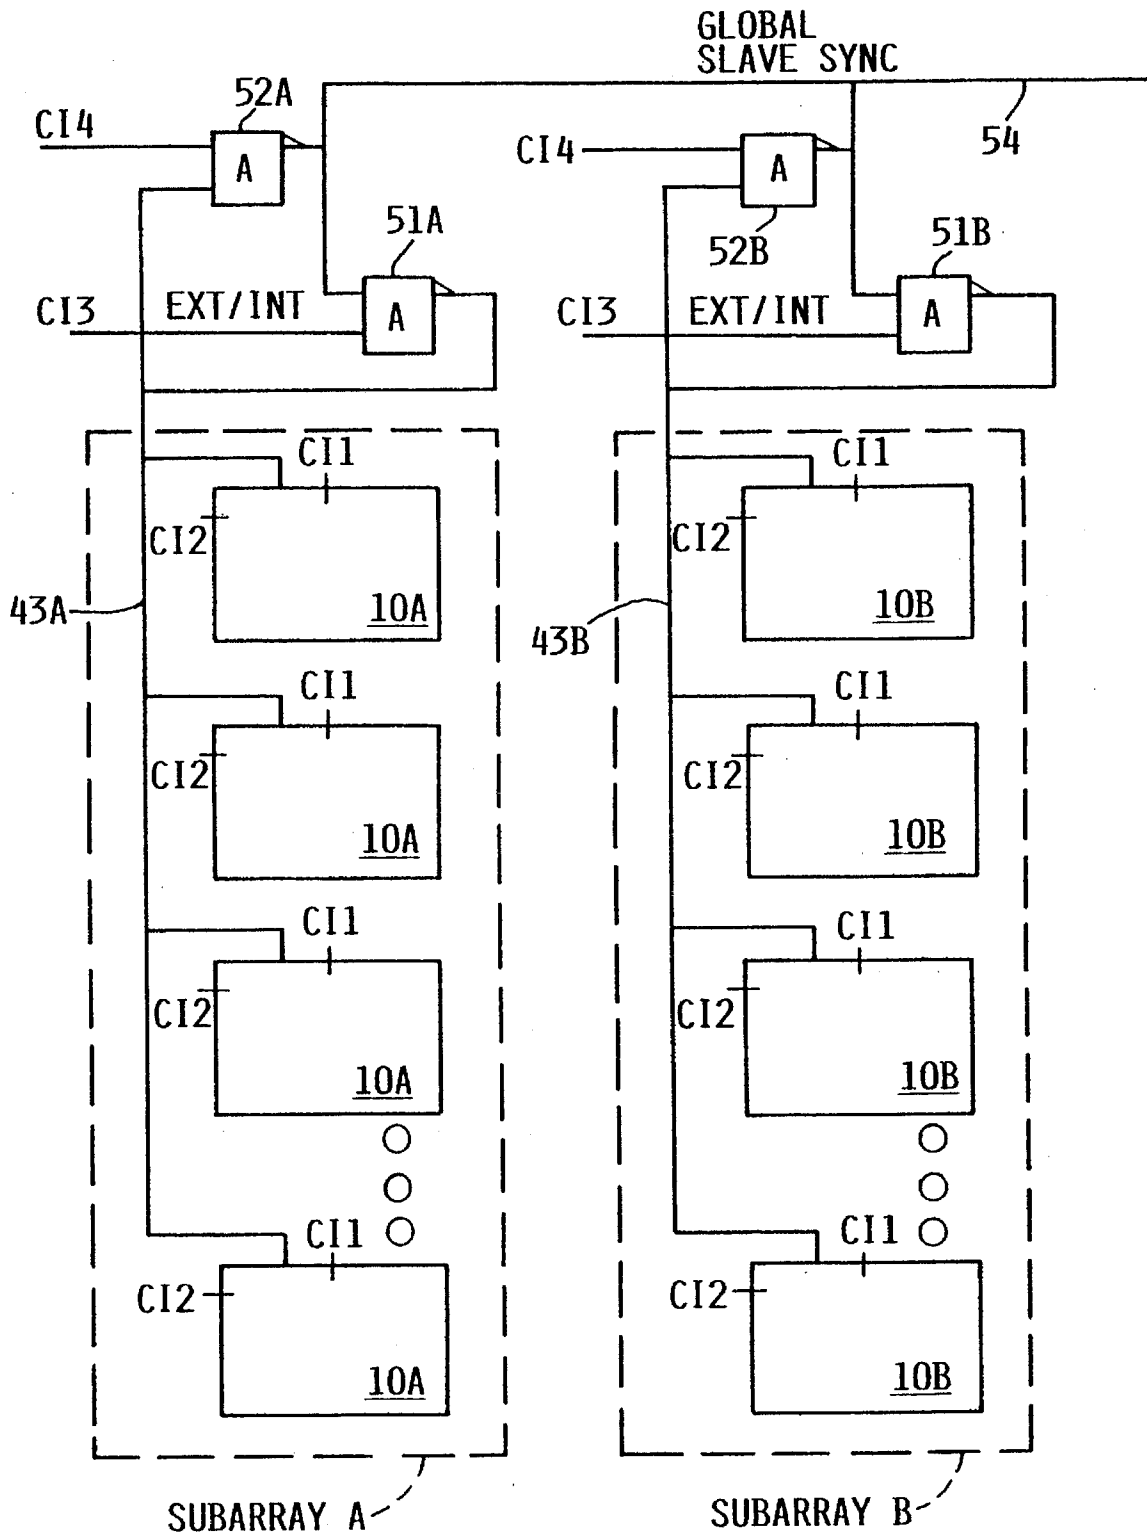 GLOBAL
SLAVE SYNC
54
52A
CI4
A
CI4
A
52B
51A
51B
CI3
EXT/INT
A
CI3
EXT/INT
A
CI1
CI2
10A
43A
CI1
CI2
10A
CI1
CI2
10A
CI1
CI2
10A
SUBARRAY A
CI1
CI2
10B
43B
CI1
CI2
10B
CI1
CI2
10B
CI1
CI2
10B
SUBARRAY B